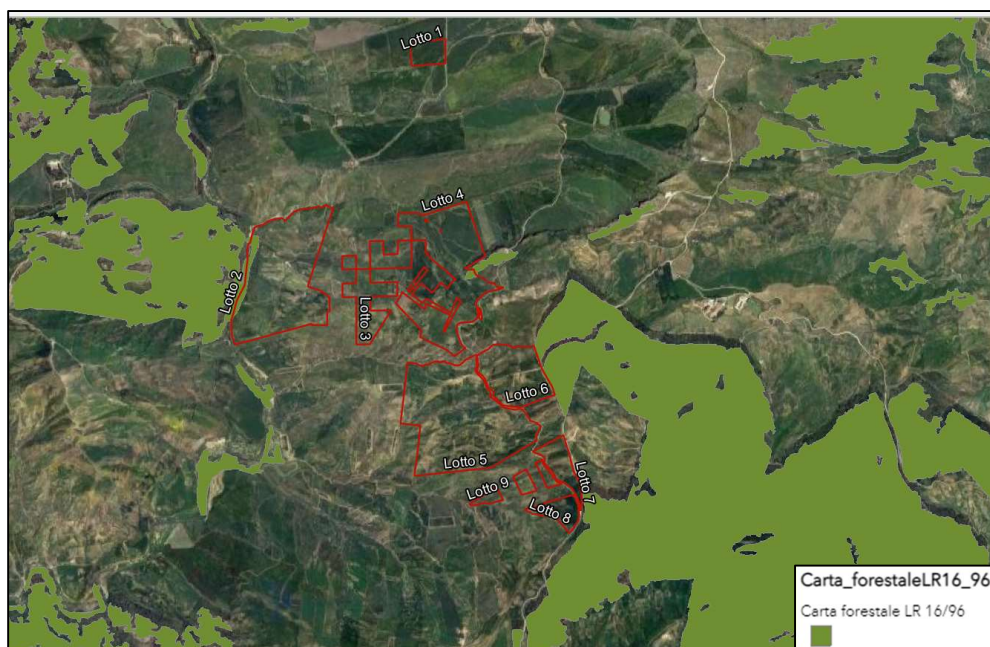 Lotto 1
Lotto 4
Lotto 2
Lotto 3
Lotto 6
Lotto 5
Lotto 7
Lotto 9
Lotto 8
Carta_forestaleLR16_96
Carta forestale LR 16/96